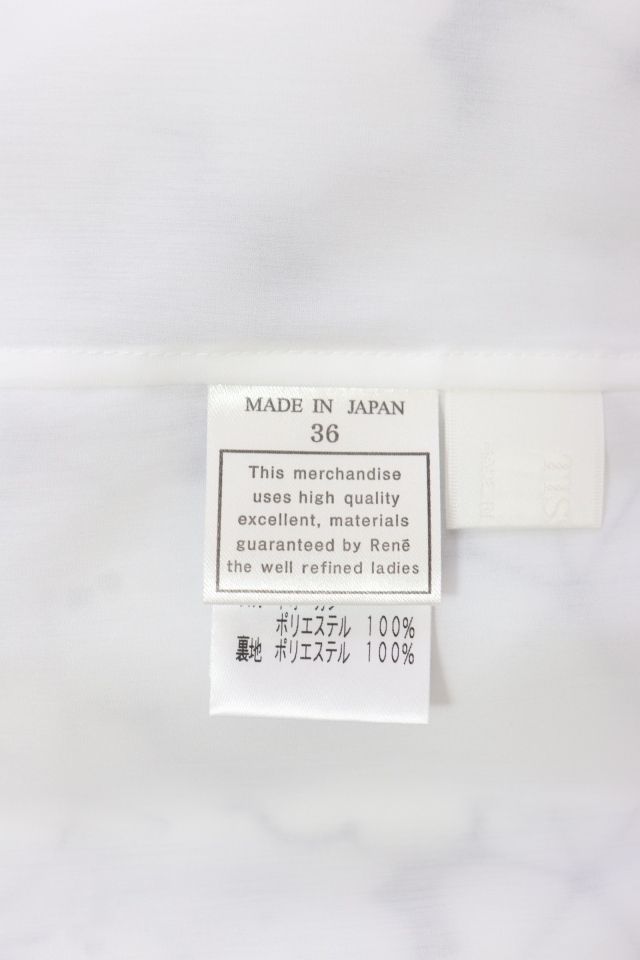 MADE IN JAPAN
36
This merchandise
uses high quality
excellent, materials
guaranteed by René
the well refined ladies
ポリエステル 100%
裏地 ポリエステル 100%